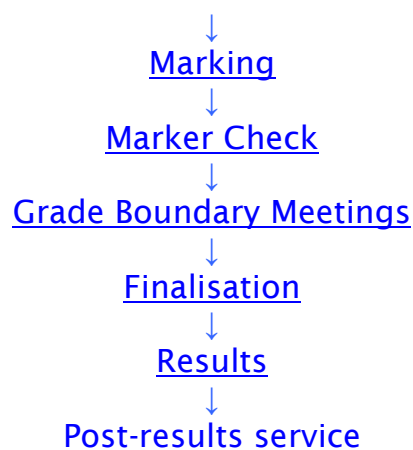 ↓
Marking
↓
Marker Check
↓
Grade Boundary Meetings
↓
Finalisation
↓
Results
↓
Post-results service